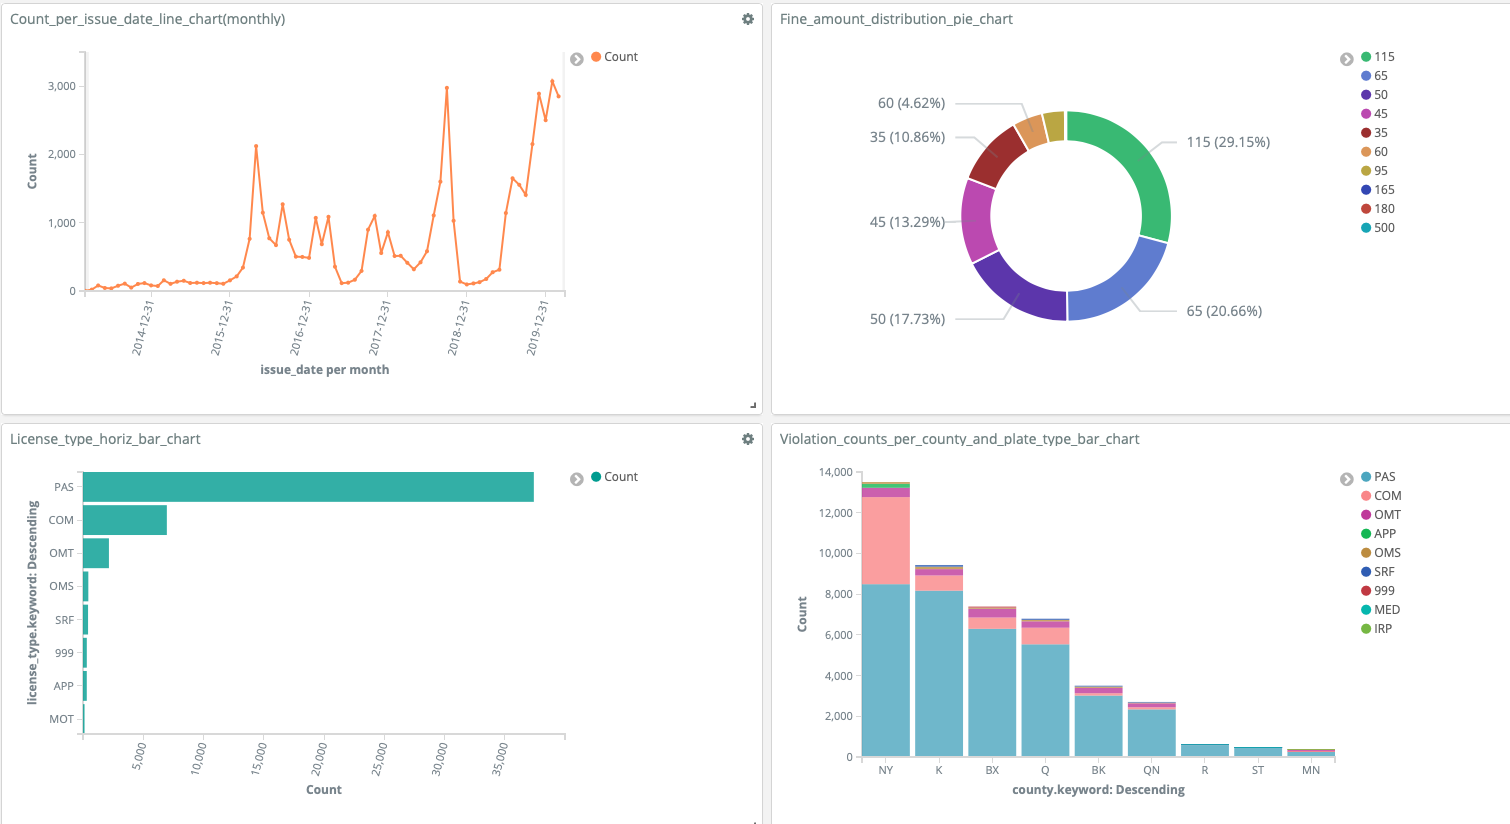 Count_per_issue_date_line_chart(monthly)
Count
3,000
2,000
1,000
0
Count
2014-12-31
2015-12-31
2016-12-31
2017-12-31
2018-12-31
2019-12-31
issue_date per month
Fine_amount_distribution_pie_chart
60 (4.62%)
35 (10.86%)
45 (13.29%)
50 (17.73%)
115 (29.15%)
65 (20.66%)
115
65
50
45
35
60
95
165
180
500
License_type_horiz_bar_chart
Count
license_type.keyword: Descending
PAS
COM
OMT
OMS
SRF
999
APP
MOT
5,000
10,000
15,000
20,000
25,000
30,000
35,000
Count
Violation_counts_per_county_and_plate_type_bar_chart
14,000
12,000
10,000
8,000
6,000
4,000
2,000
0
Count
NY
K
BX
Q
BK
QN
R
ST
MN
county.keyword: Descending
PAS
COM
OMT
APP
OMS
SRF
999
MED
IRP